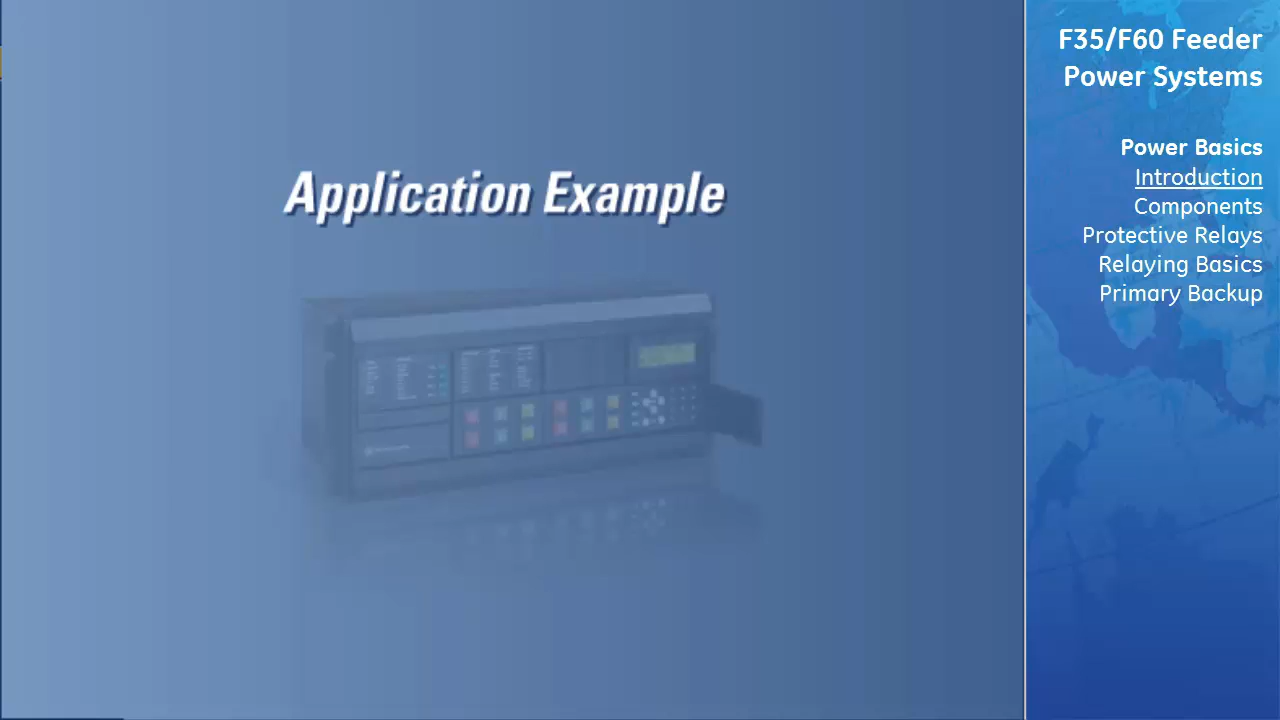 Application Example
F35/F60 Feeder
Power Systems
Power Basics
Introduction
Components
Protective Relays
Relaying Basics
Primary Backup